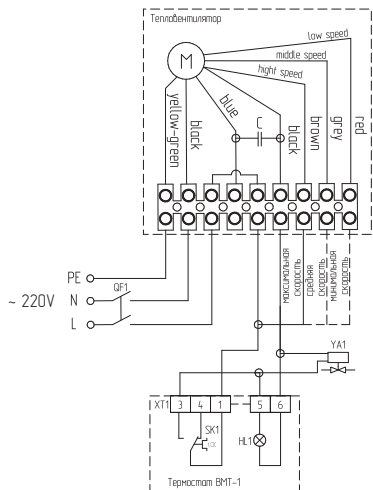 Тепловентилятор
low speed
middle speed
hight speed
M
yellow-green
black
blue
C
black
brown
grey
red
PE
QF1
~ 220V
N
L
максимальная
скорость
средняя
скорость
минимальная
скорость
YA1
XT1
3
4
1
5
6
SK1
HL1
Термостат ВМТ-1